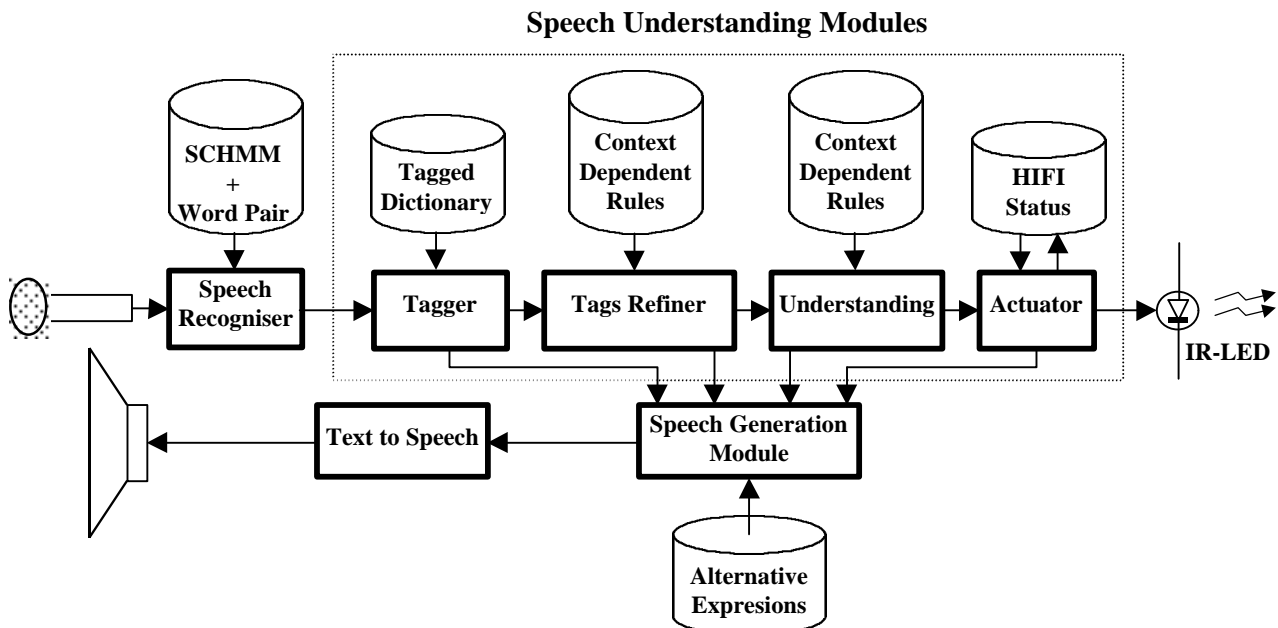 Speech Understanding Modules
SCHMM
+
Word Pair
Tagged
Dictionary
Context
Dependent
Rules
Context
Dependent
Rules
HIFI
Status
Speech
Recogniser
Tagger
Tags Refiner
Understanding
Actuator
IR-LED
Text to Speech
Speech Generation
Module
Alternative
Expresions